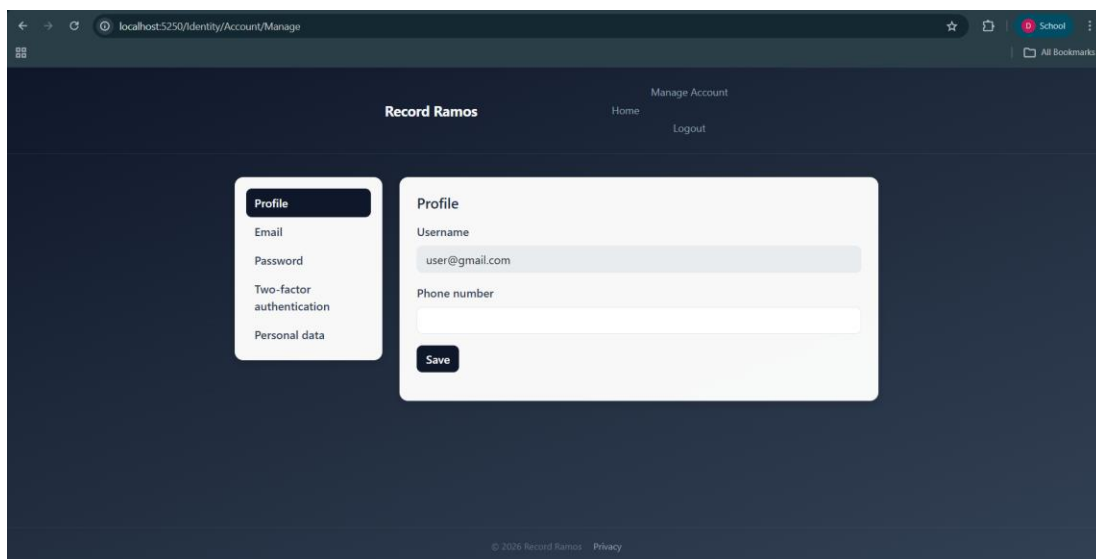 localhost:5250/Identity/Account/Manage
D School
All Bookmarks
Record Ramos
Home
Manage Account
Logout
Profile
Email
Password
Two-factor
authentication
Personal data
Profile
Username
user@gmail.com
Phone number
Save
© 2026 Record Ramos Privacy